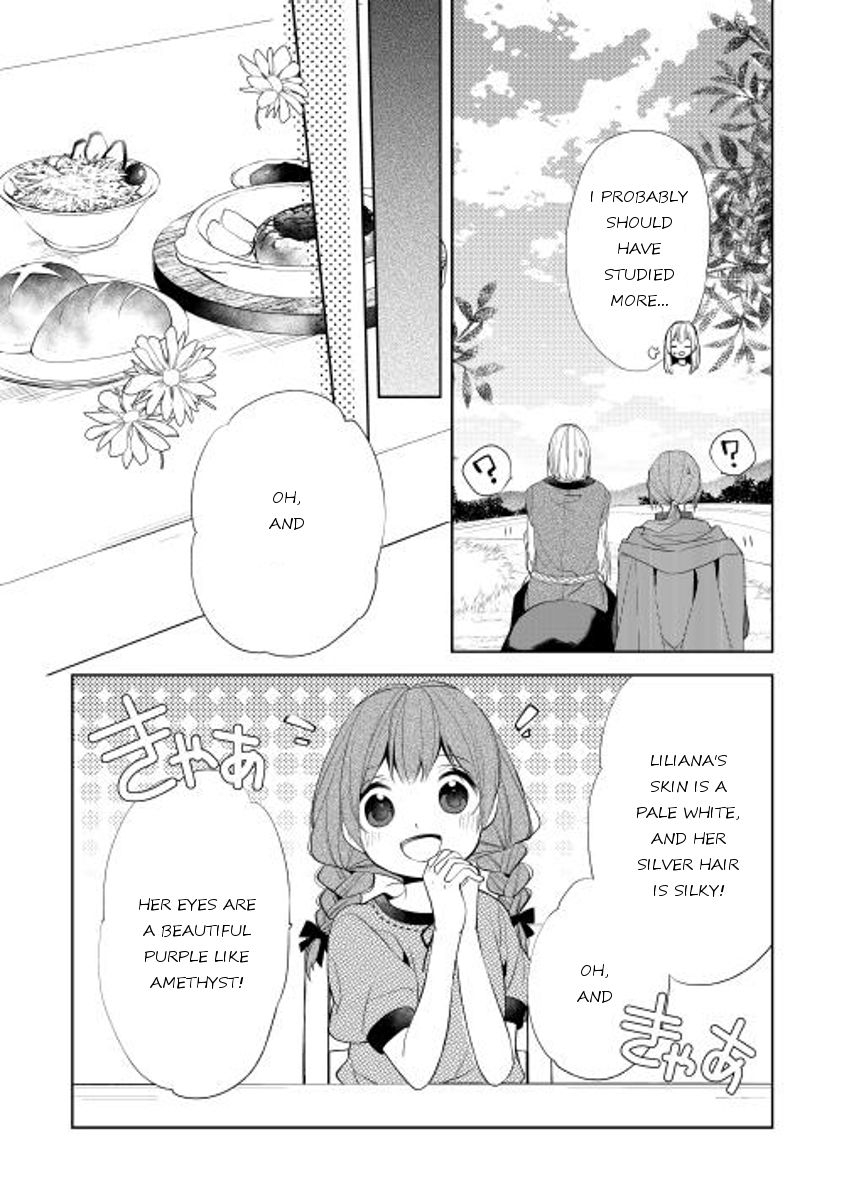 I PROBABLY
SHOULD
HAVE
STUDIED
MORE...
?
?
OH,
AND
LILIANA'S
SKIN IS A
PALE WHITE,
AND HER
SILVER HAIR
IS SILKY!
OH,
AND
きゃあ
きゃあ
HER EYES ARE
A BEAUTIFUL
PURPLE LIKE
AMETHYST!